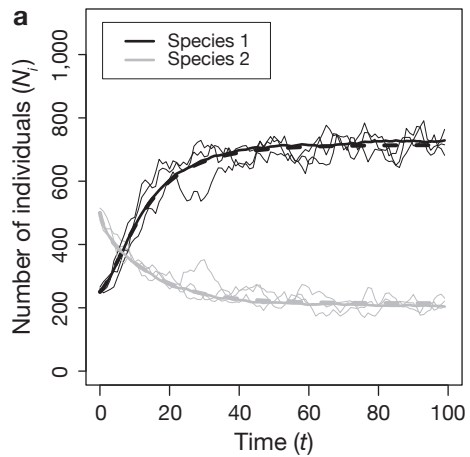 a
Species 1
Species 2
Number of individuals (Nᵢ)
1,000
800
600
400
200
0
0 20 40 60 80 100
Time (t)